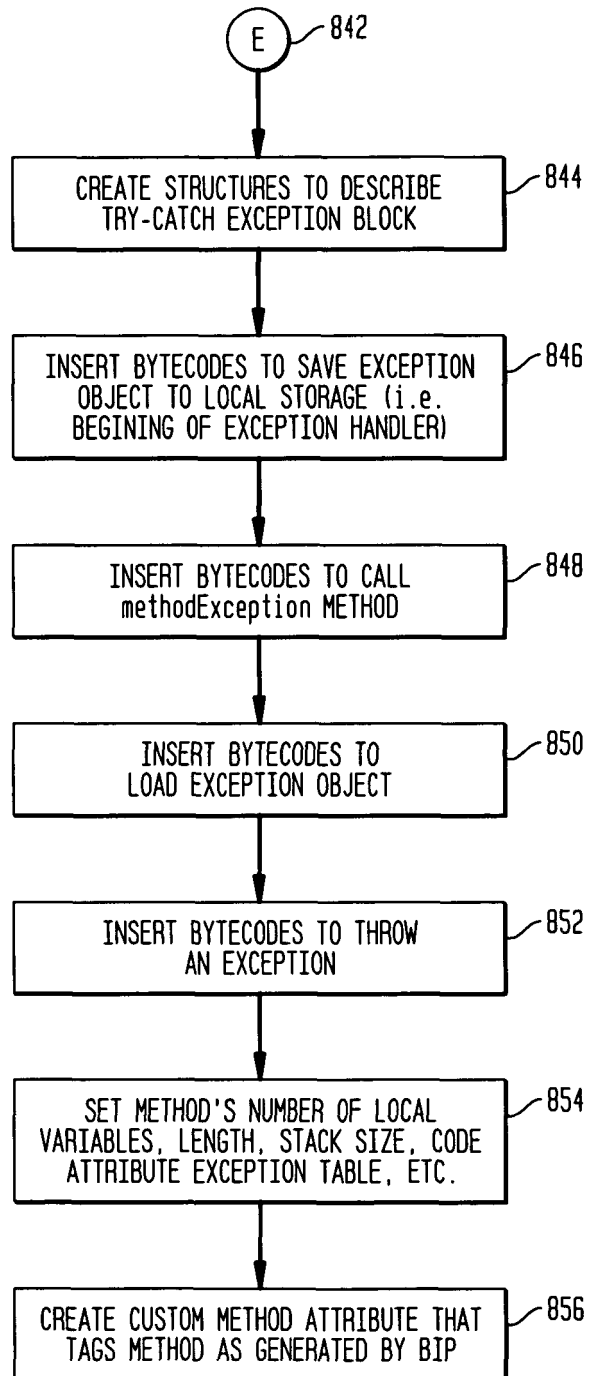 E
842
CREATE STRUCTURES TO DESCRIBE
TRY-CATCH EXCEPTION BLOCK
844
INSERT BYTECODES TO SAVE EXCEPTION
OBJECT TO LOCAL STORAGE (i.e.
BEGINING OF EXCEPTION HANDLER)
846
INSERT BYTECODES TO CALL
methodException METHOD
848
INSERT BYTECODES TO
LOAD EXCEPTION OBJECT
850
INSERT BYTECODES TO THROW
AN EXCEPTION
852
SET METHOD'S NUMBER OF LOCAL
VARIABLES, LENGTH, STACK SIZE, CODE
ATTRIBUTE EXCEPTION TABLE, ETC.
854
CREATE CUSTOM METHOD ATTRIBUTE THAT
TAGS METHOD AS GENERATED BY BIP
856